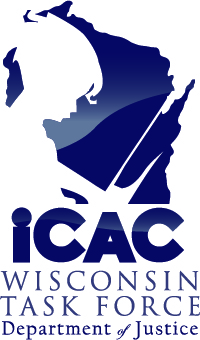 iCAC
WISCONSIN
TASK FORCE
Department of Justice